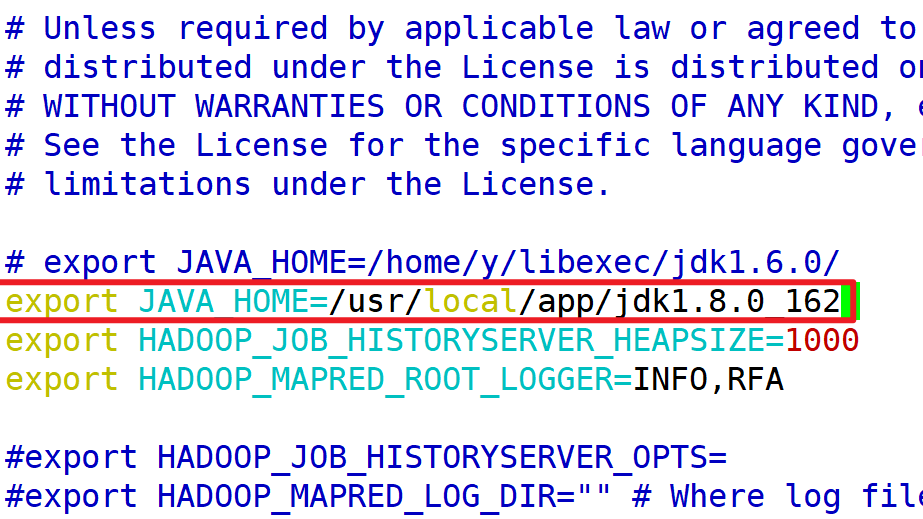 # Unless required by applicable law or agreed to
# distributed under the License is distributed on
# WITHOUT WARRANTIES OR CONDITIONS OF ANY KIND, e
# See the License for the specific language gover
# limitations under the License.
# export JAVA_HOME=/home/y/libexec/jdk1.6.0/
export JAVA_HOME=/usr/local/app/jdk1.8.0_162
export HADOOP_JOB_HISTORYSERVER_HEAPSIZE=1000
export HADOOP_MAPRED_ROOT_LOGGER=INFO,RFA
#export HADOOP_JOB_HISTORYSERVER_OPTS=
#export HADOOP_MAPRED_LOG_DIR="" # Where log file